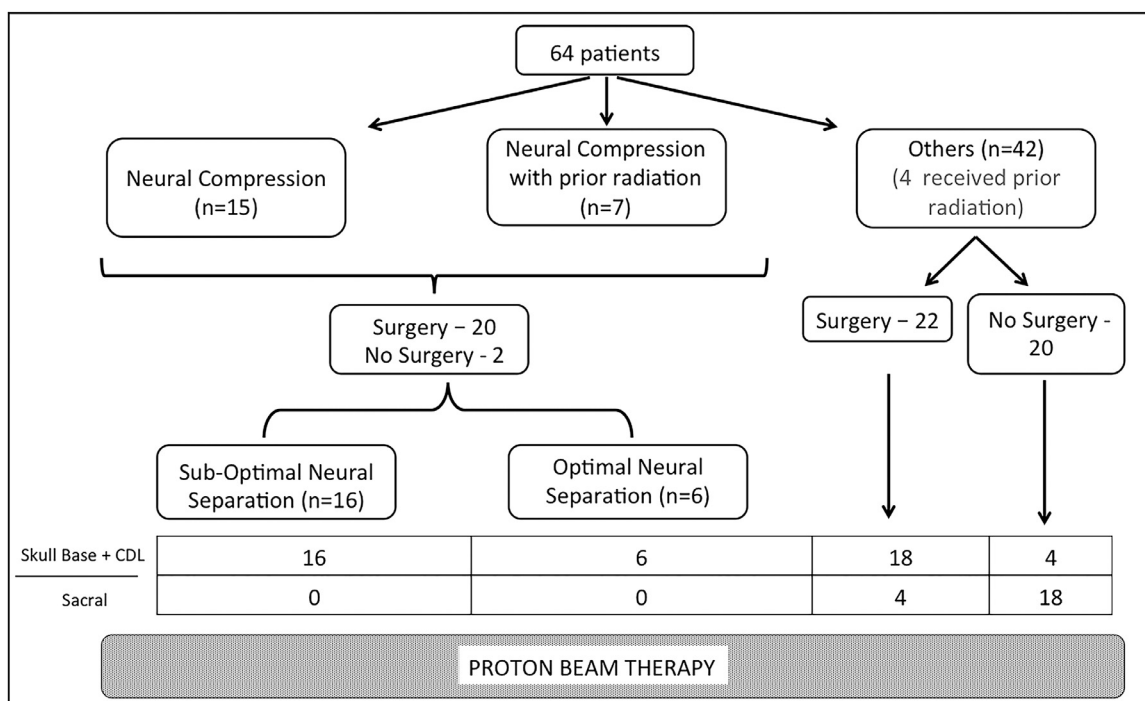 64 patients
Neural Compression
(n=15)
Neural Compression
with prior radiation
(n=7)
Others (n=42)
(4 received prior
radiation)
Surgery – 20
No Surgery - 2
Surgery – 22
No Surgery -
20
Sub-Optimal Neural
Separation (n=16)
Optimal Neural
Separation (n=6)
Skull Base + CDL
16
6
18
4
Sacral
0
0
4
18
PROTON BEAM THERAPY